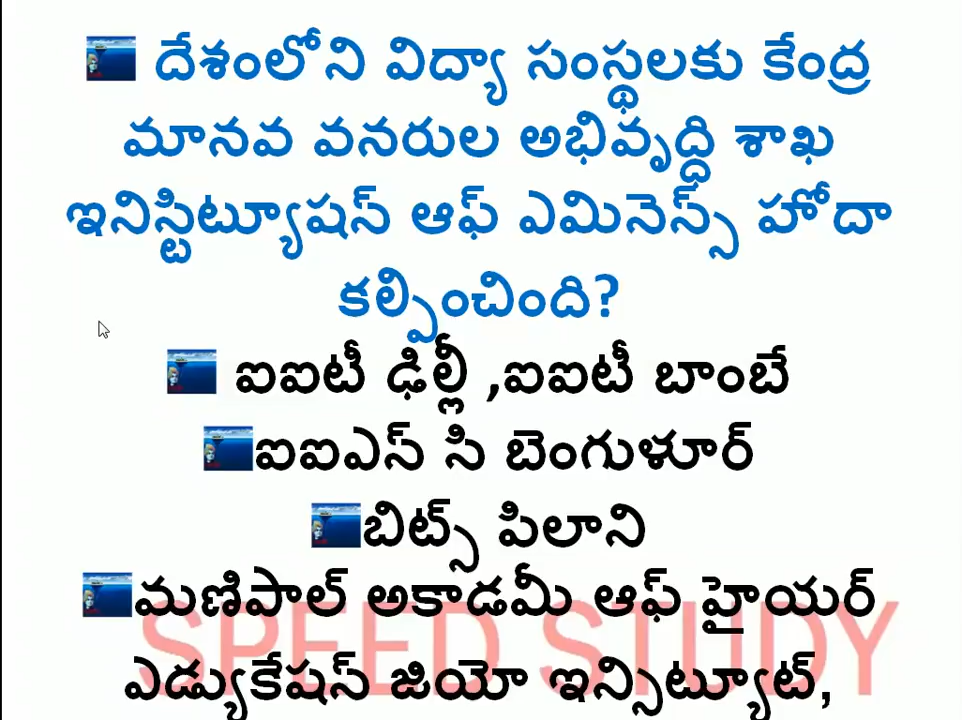 దేశంలోని విద్యా సంస్థలకు కేంద్ర
మానవ వనరుల అభివృద్ధి శాఖ
ఇనిస్టిట్యూషన్ ఆఫ్ ఎమినెన్స్ హోదా
కల్పించింది?
ఐఐటీ ఢిల్లీ ,ఐఐటీ బాంబే
ఐఐఎస్ సి బెంగుళూర్
బిట్స్ పిలాని
మణిపాల్ అకాడమీ ఆఫ్ హైయర్
SPEED STUDY
ఎడ్యుకేషన్ జియో ఇన్సిట్యూట్,